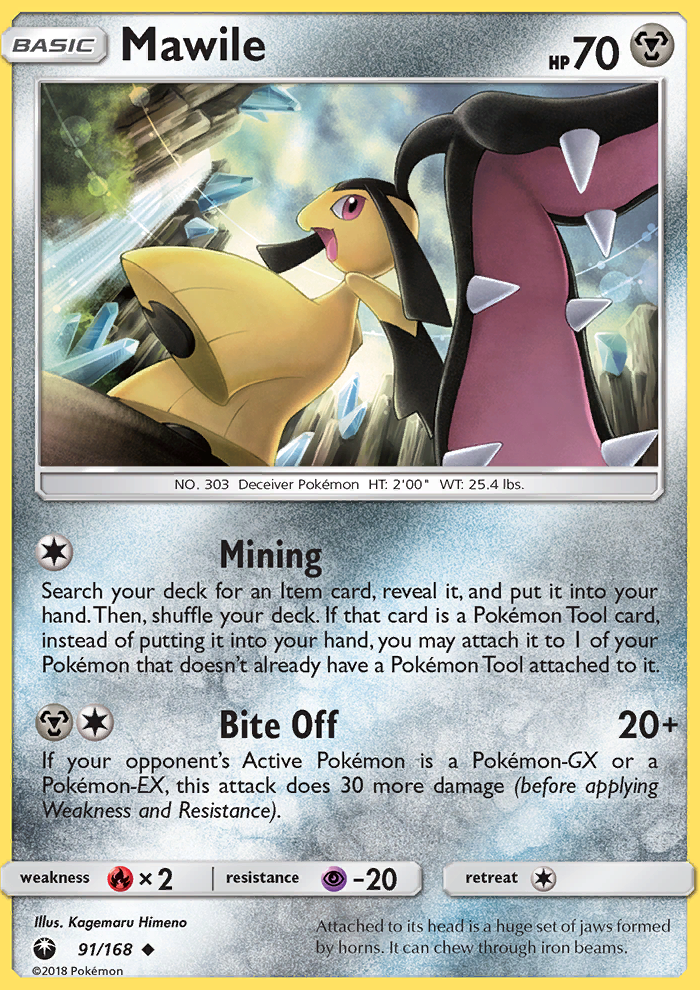 BASIC Mawile HP 70
NO. 303 Deceiver Pokémon HT: 2'00" WT: 25.4 lbs.
Mining
Search your deck for an Item card, reveal it, and put it into your
hand. Then, shuffle your deck. If that card is a Pokémon Tool card,
instead of putting it into your hand, you may attach it to 1 of your
Pokémon that doesn't already have a Pokémon Tool attached to it.
Bite Off 20+
If your opponent's Active Pokémon is a Pokémon-GX or a
Pokémon-EX, this attack does 30 more damage (before applying
Weakness and Resistance).
weakness × 2 resistance –20 retreat
Illus. Kagemaru Himeno
91/168
©2018 Pokémon
Attached to its head is a huge set of jaws formed
by horns. It can chew through iron beams.